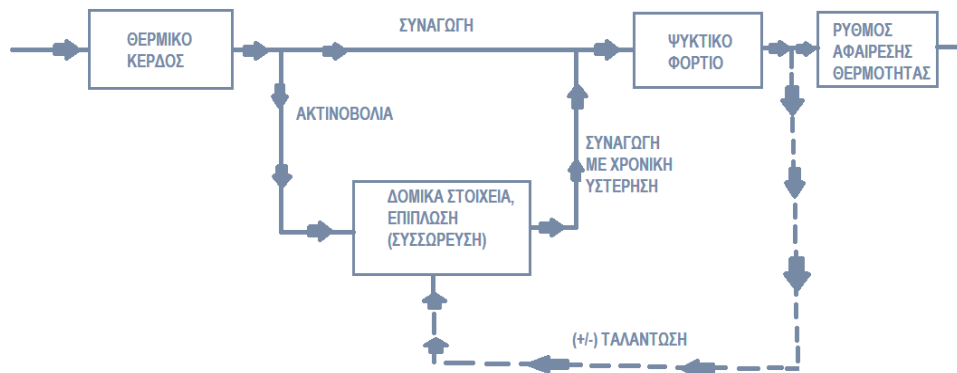 ΘΕΡΜΙΚΟ
ΚΕΡΔΟΣ
ΣΥΝΑΓΩΓΗ
ΨΥΚΤΙΚΟ
ΦΟΡΤΙΟ
ΡΥΘΜΟΣ
ΑΦΑΙΡΕΣΗΣ
ΘΕΡΜΟΤΗΤΑΣ
ΑΚΤΙΝΟΒΟΛΙΑ
ΣΥΝΑΓΩΓΗ
ΜΕ ΧΡΟΝΙΚΗ
ΥΣΤΕΡΗΣΗ
ΔΟΜΙΚΑ ΣΤΟΙΧΕΙΑ,
ΕΠΙΠΛΩΣΗ
(ΣΥΣΣΩΡΕΥΣΗ)
(+/-) ΤΑΛΑΝΤΩΣΗ